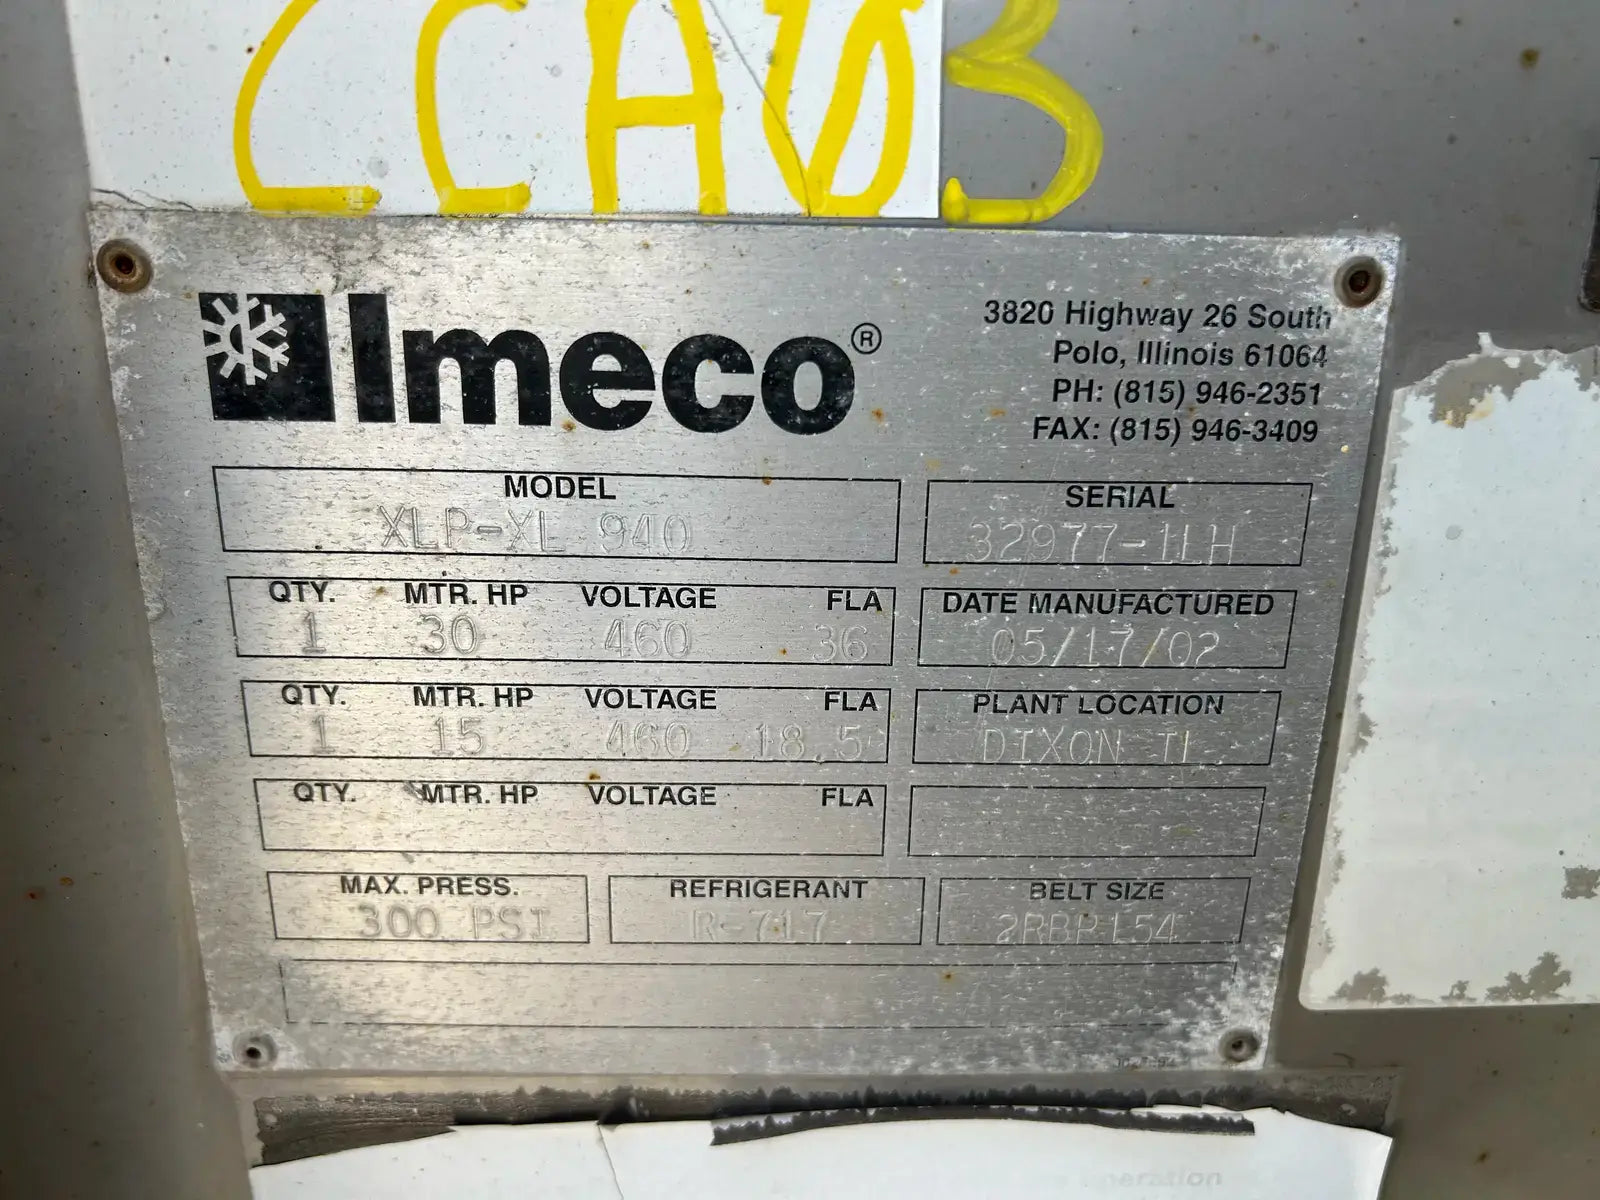 CCA03
Imeco®
3820 Highway 26 South
Polo, Illinois 61064
PH: (815) 946-2351
FAX: (815) 946-3409
MODEL
XLP-XL 940
SERIAL
32977-1LH
QTY. MTR. HP VOLTAGE FLA
1 30 460 36
DATE MANUFACTURED
05/17/02
QTY. MTR. HP VOLTAGE FLA
1 15 460 18.5
PLANT LOCATION
DIXON IL
QTY. MTR. HP VOLTAGE FLA
MAX. PRESS.
300 PSI
REFRIGERANT
R-717
BELT SIZE
2RBP154